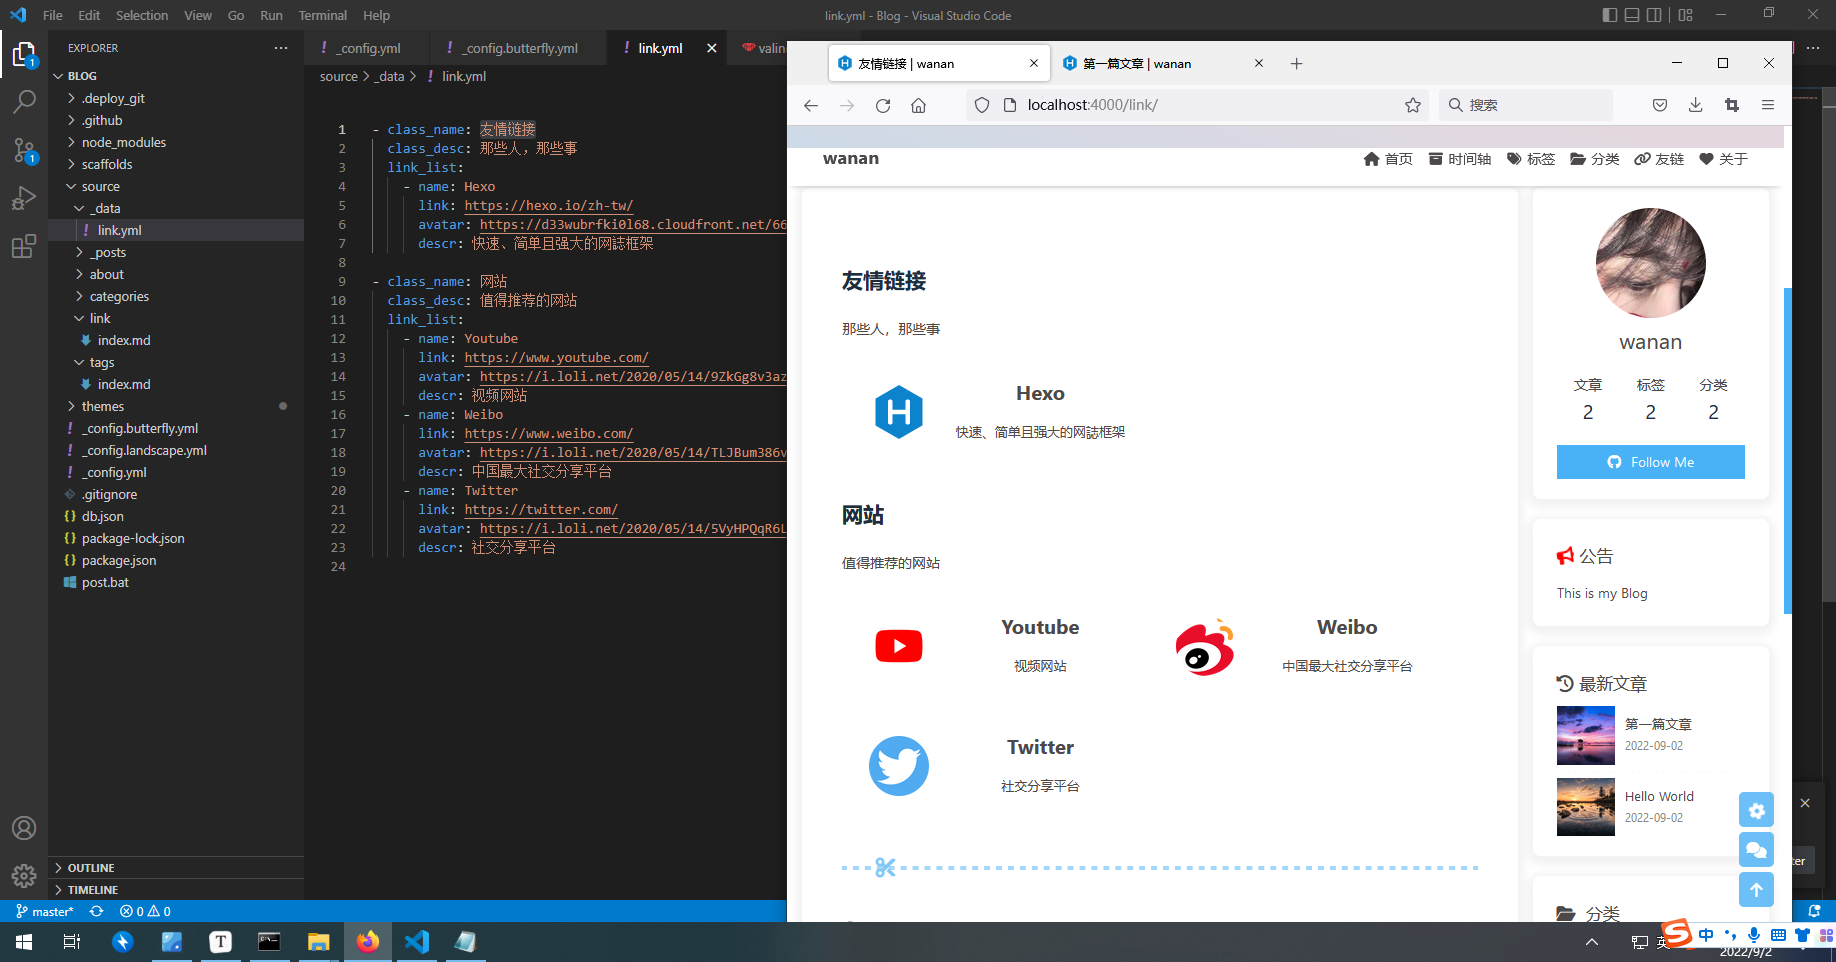 File Edit Selection View Go Run Terminal Help
link.yml - Blog - Visual Studio Code
EXPLORER
BLOG
.deploy_git
.github
node_modules
scaffolds
source
_data
link.yml
_posts
about
categories
link
index.md
tags
index.md
themes
_config.butterfly.yml
_config.landscape.yml
_config.yml
.gitignore
db.json
package-lock.json
package.json
post.bat
OUTLINE
TIMELINE
_config.yml
_config.butterfly.yml
link.yml
source > _data > link.yml
1 - class_name: 友情链接
2 class_desc: 那些人，那些事
3 link_list:
4 - name: Hexo
5 link: https://hexo.io/zh-tw/
6 avatar: https://d33wubrfki0l68.cloudfront.net/66
7 descr: 快速、简单且强大的网誌框架
8
9 - class_name: 网站
10 class_desc: 值得推荐的网站
11 link_list:
12 - name: Youtube
13 link: https://www.youtube.com/
14 avatar: https://i.loli.net/2020/05/14/9ZkGg8v3az
15 descr: 视频网站
16 - name: Weibo
17 link: https://www.weibo.com/
18 avatar: https://i.loli.net/2020/05/14/TLJBum386v
19 descr: 中国最大社交分享平台
20 - name: Twitter
21 link: https://twitter.com/
22 avatar: https://i.loli.net/2020/05/14/5VyHPQqR6L
23 descr: 社交分享平台
24
友情链接 | wanan
第一篇文章 | wanan
localhost:4000/link/
搜索
wanan
首页 时间轴 标签 分类 友链 关于
友情链接
那些人，那些事
Hexo
快速、简单且强大的网誌框架
网站
值得推荐的网站
Youtube
视频网站
Weibo
中国最大社交分享平台
Twitter
社交分享平台
wanan
文章 标签 分类
2 2 2
Follow Me
公告
This is my Blog
最新文章
第一篇文章
2022-09-02
Hello World
2022-09-02
分类
master* 0 0
1
1
T
英
中
2022/9/2